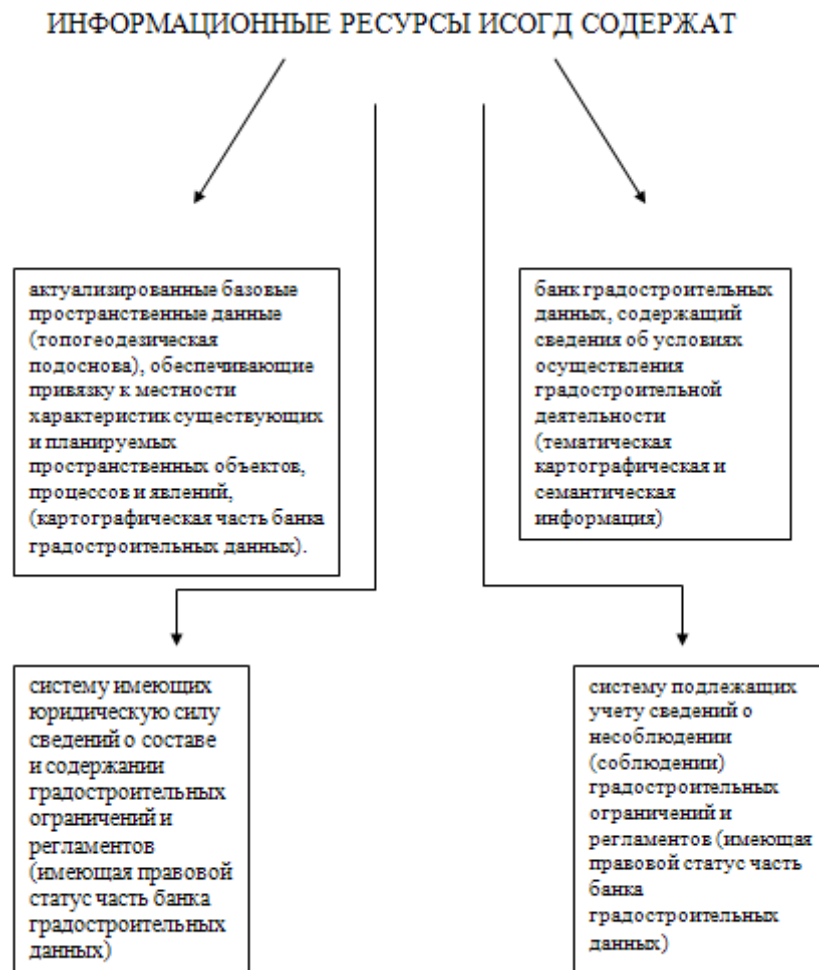 ИНФОРМАЦИОННЫЕ РЕСУРСЫ ИСОГД СОДЕРЖАТ
актуализированные базовые
пространственные данные
(топогеодезическая
подоснова), обеспечивающие
привязку к местности
характеристик существующих
и планируемых
пространственных объектов,
процессов и явлений,
(картографическая часть банка
градостроительных данных).
банк градостроительных
данных, содержащий
сведения об условиях
осуществления
градостроительной
деятельности
(тематическая
картографическая и
семантическая
информация)
систему имеющих
юридическую силу
сведений о составе
и содержании
градостроительных
ограничений и
регламентов
(имеющая правовой
статус часть банка
градостроительных
данных)
систему подлежащих
учету сведений о
несоблюдении
(соблюдении)
градостроительных
ограничений и
регламентов (имеющая
правовой статус часть
банка
градостроительных
данных)